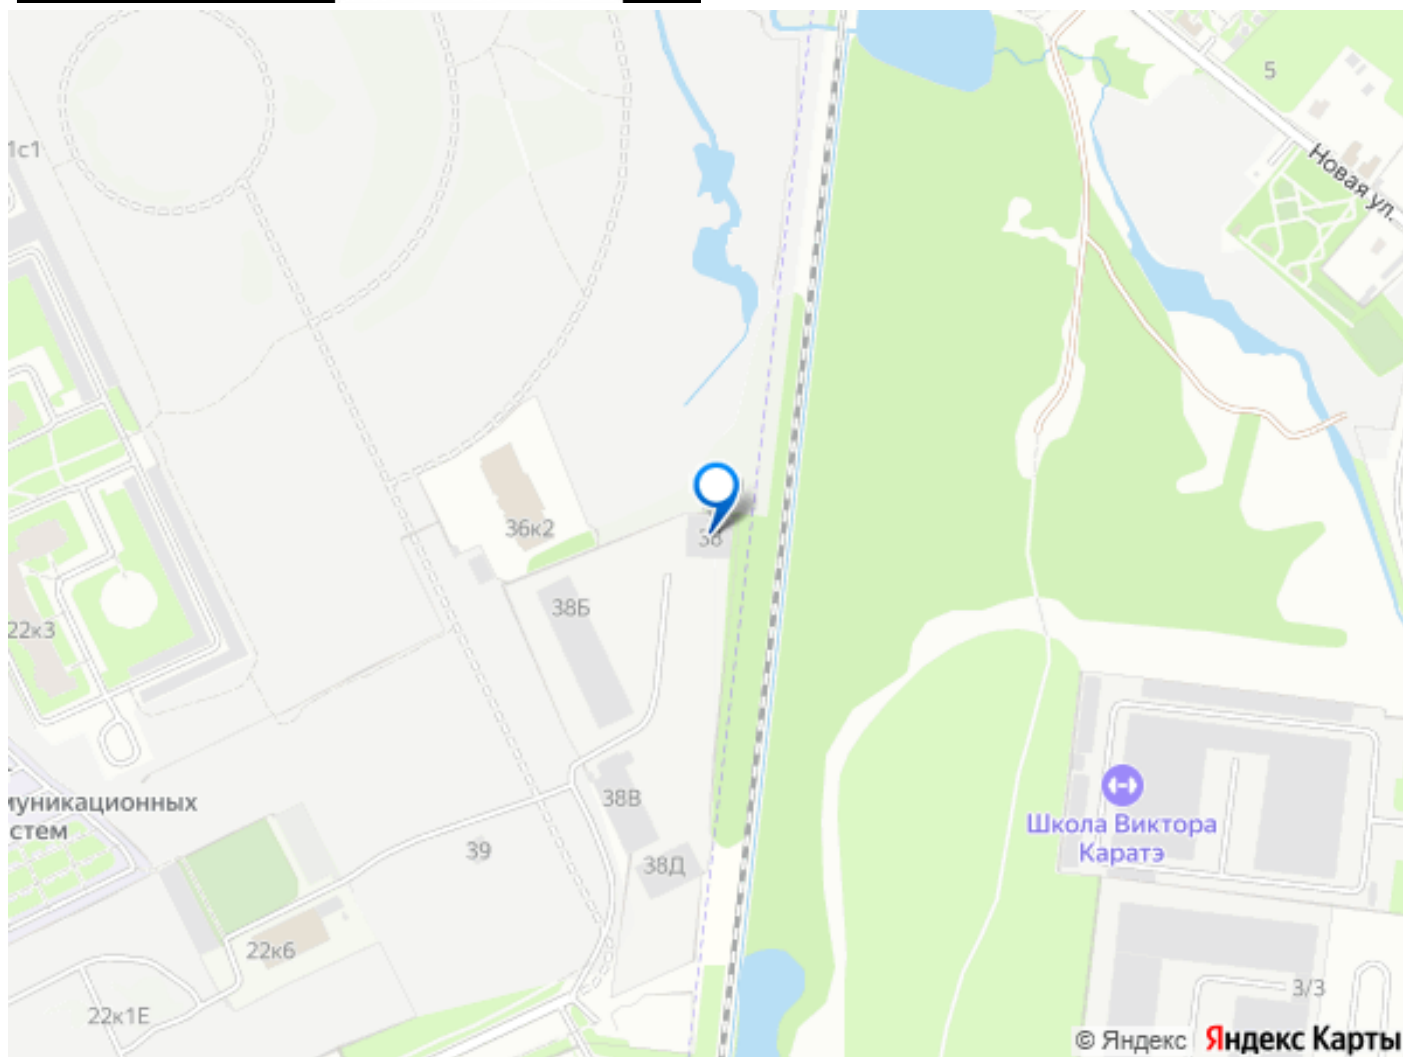 5
1с1
Новая ул.
36к2
38
38Б
22к3
муникационных
стем
38В
Школа Виктора
Каратэ
39
38Д
22к6
3/3
22к1Е
© Яндекс Яндекс Карты